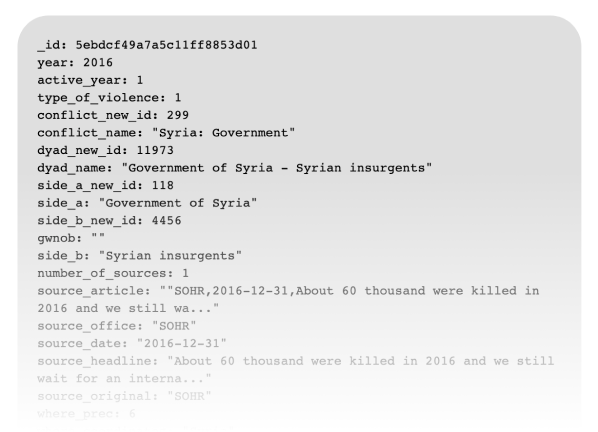 _id: 5ebdcf49a7a5c11ff8853d01
year: 2016
active_year: 1
type_of_violence: 1
conflict_new_id: 299
conflict_name: "Syria: Government"
dyad_new_id: 11973
dyad_name: "Government of Syria - Syrian insurgents"
side_a_new_id: 118
side_a: "Government of Syria"
side_b_new_id: 4456
gwnob: ""
side_b: "Syrian insurgents"
number_of_sources: 1
source_article: ""SOHR,2016-12-31,About 60 thousand were killed in
2016 and we still wa..."
source_office: "SOHR"
source_date: "2016-12-31"
source_headline: "About 60 thousand were killed in 2016 and we still
wait for an interna..."
source_original: "SOHR"
where_prec: 6